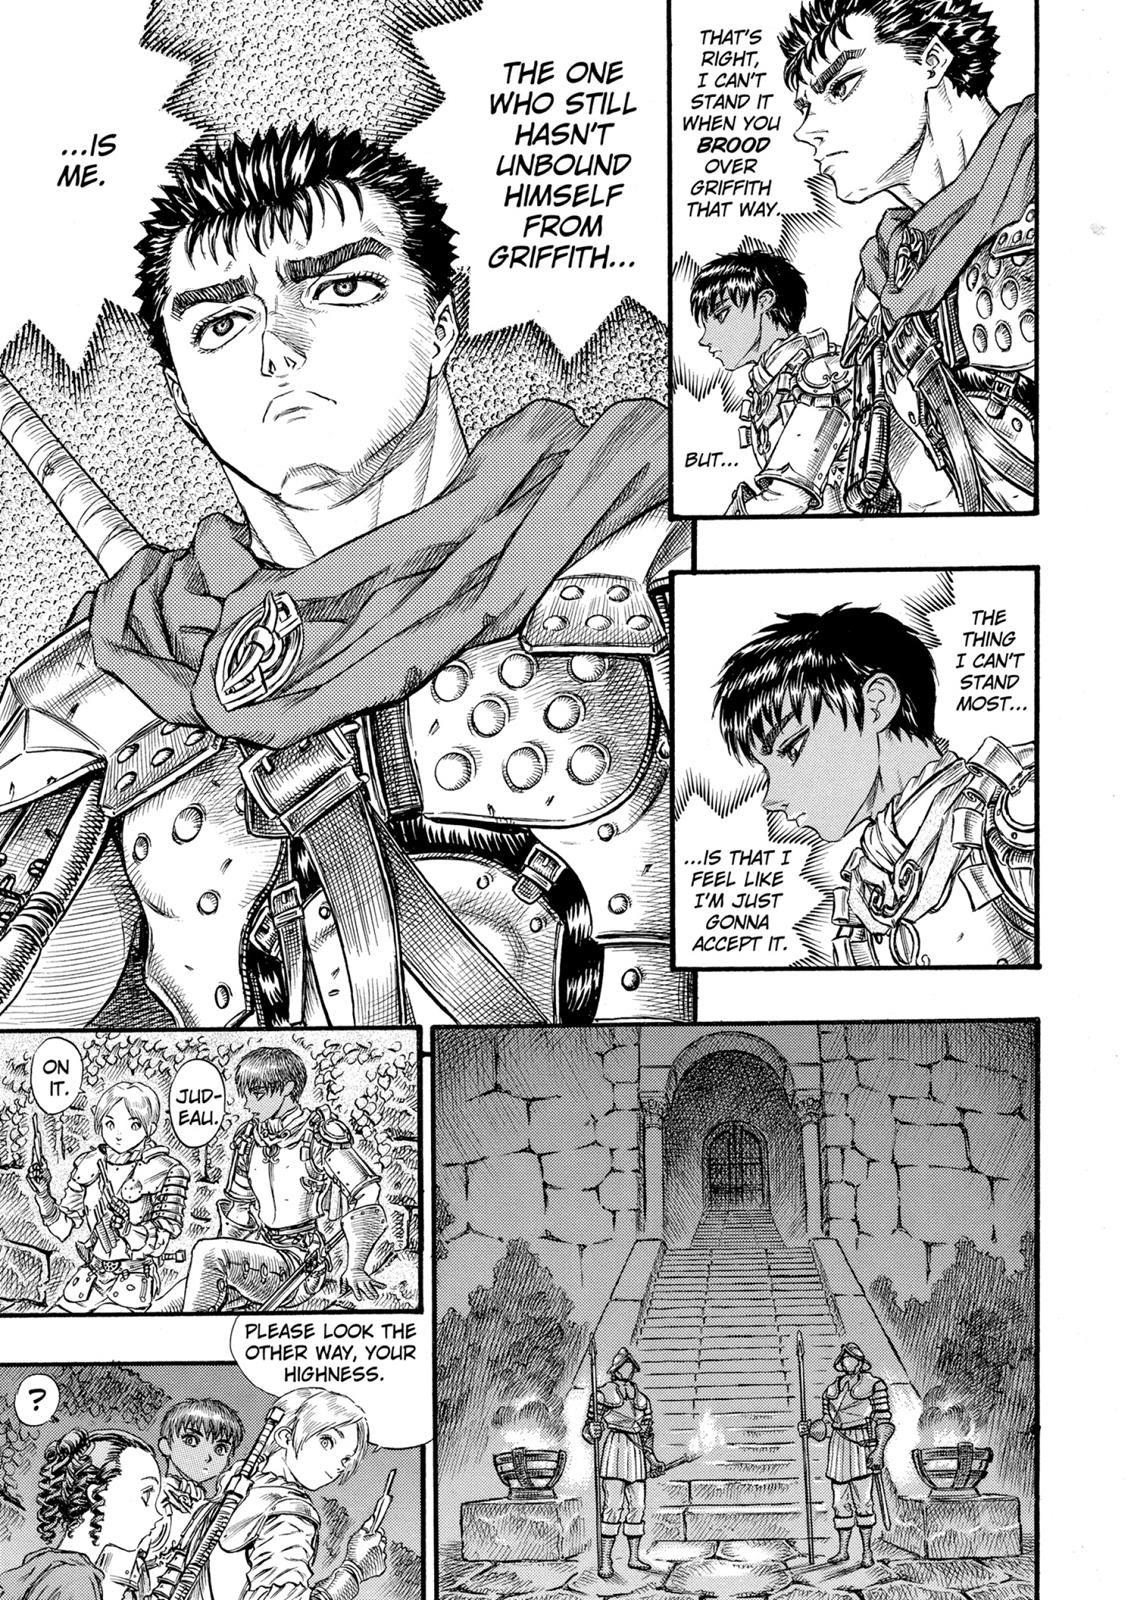 THAT'S
RIGHT,
I CAN'T
STAND IT
WHEN YOU
BROOD
OVER
GRIFFITH
THAT WAY.
BUT...
THE
THING
I CAN'T
STAND
MOST...
...IS THAT I
FEEL LIKE
I'M JUST
GONNA
ACCEPT IT.
THE ONE
WHO STILL
HASN'T
UNBOUND
HIMSELF
FROM
GRIFFITH...
...IS
ME.
JUD-
EAU.
ON
IT.
PLEASE LOOK THE
OTHER WAY, YOUR
HIGHNESS.
?